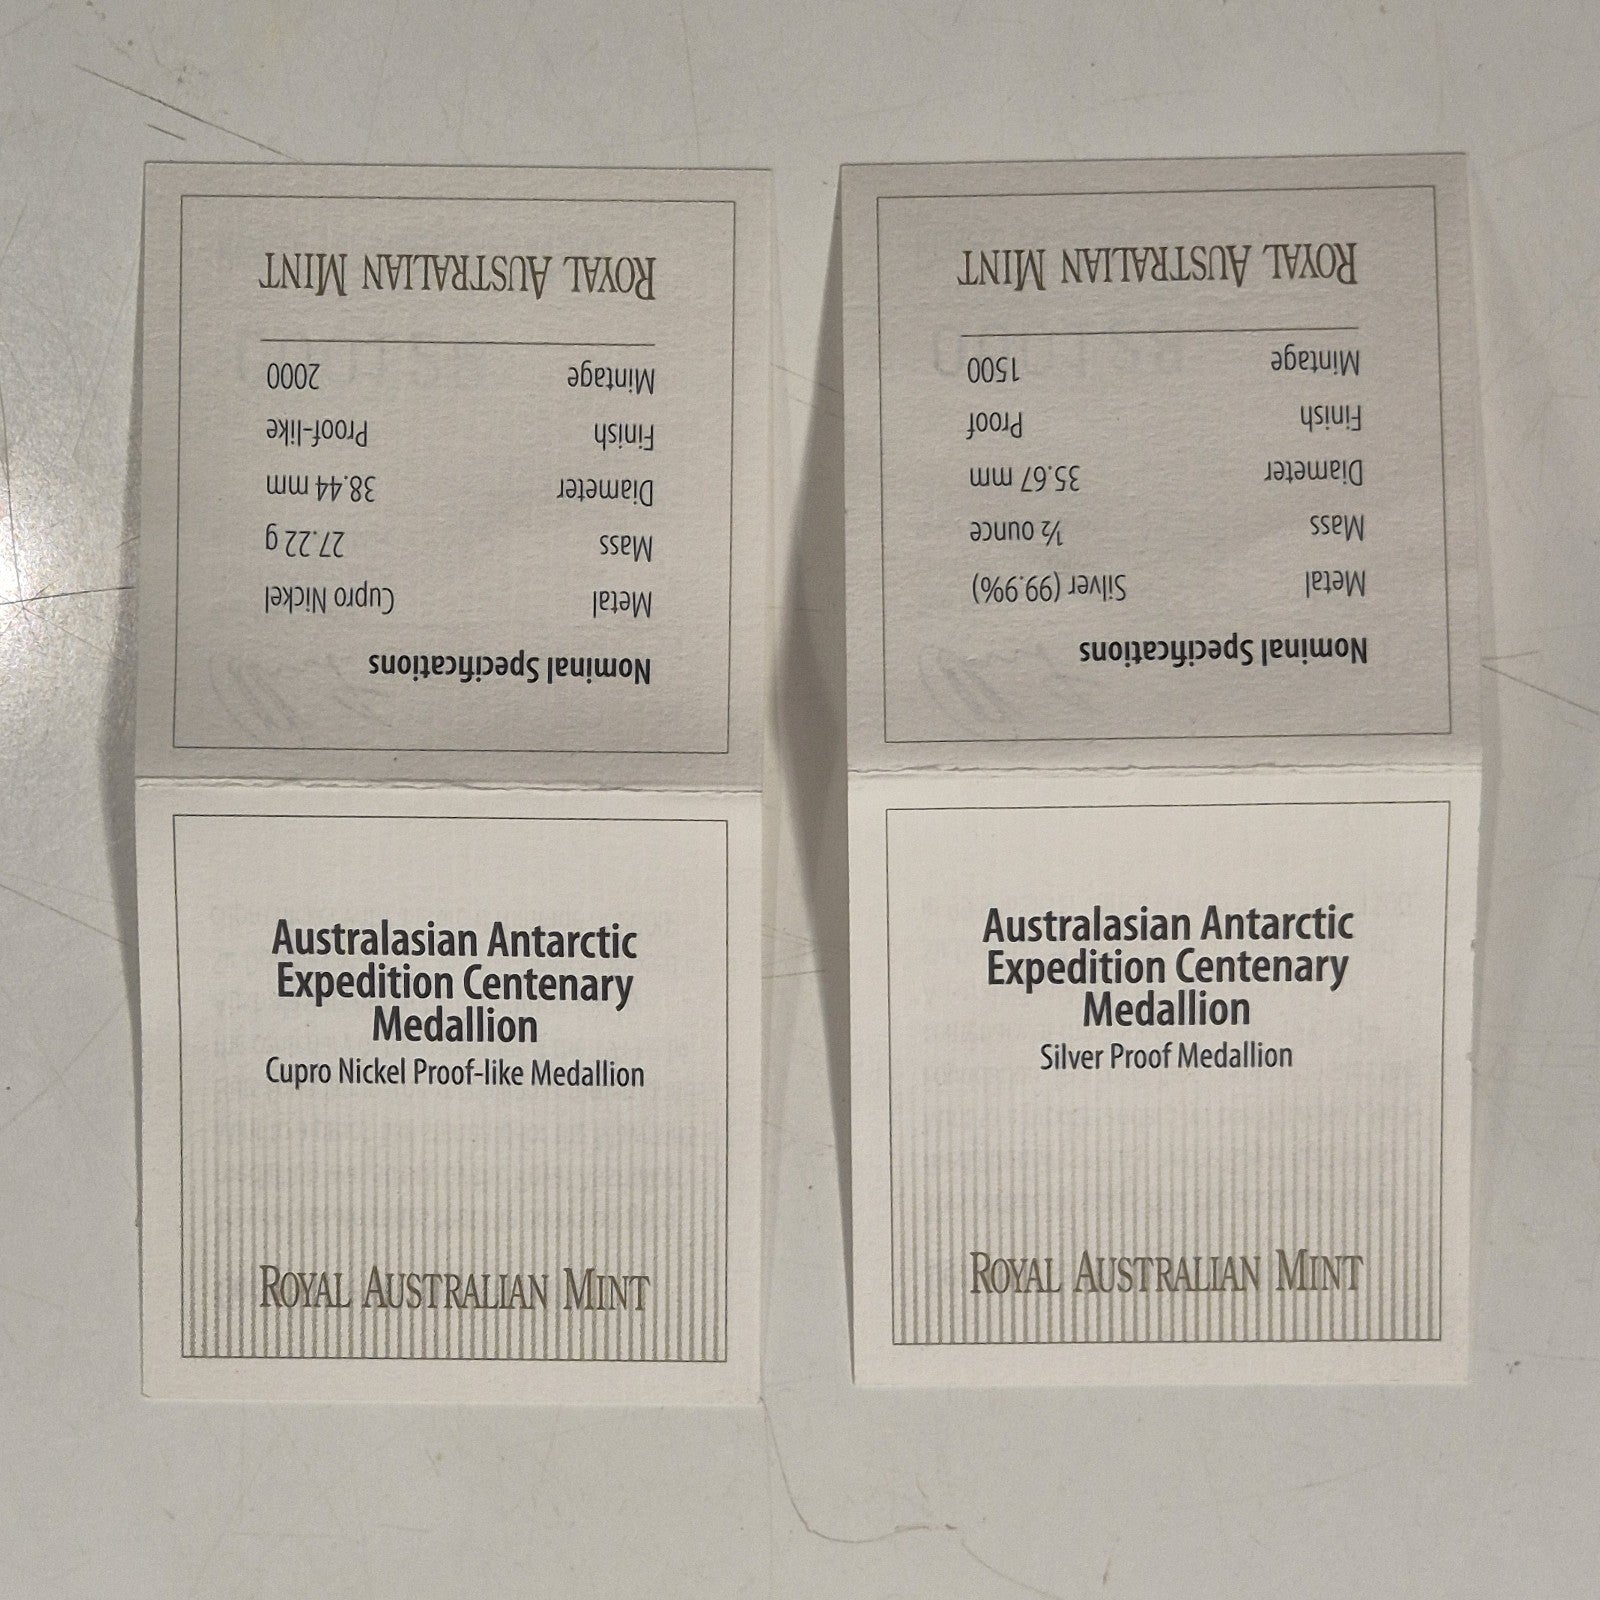 ROYAL AUSTRALIAN MINT
Mintage 2000
Finish Proof-like
Diameter 38.44 mm
Mass 27.22 g
Metal Cupro Nickel
Nominal Specifications
Australasian Antarctic
Expedition Centenary
Medallion
Cupro Nickel Proof-like Medallion
ROYAL AUSTRALIAN MINT
ROYAL AUSTRALIAN MINT
Mintage 1500
Finish Proof
Diameter 35.67 mm
Mass ½ ounce
Metal Silver (99.9%)
Nominal Specifications
Australasian Antarctic
Expedition Centenary
Medallion
Silver Proof Medallion
ROYAL AUSTRALIAN MINT